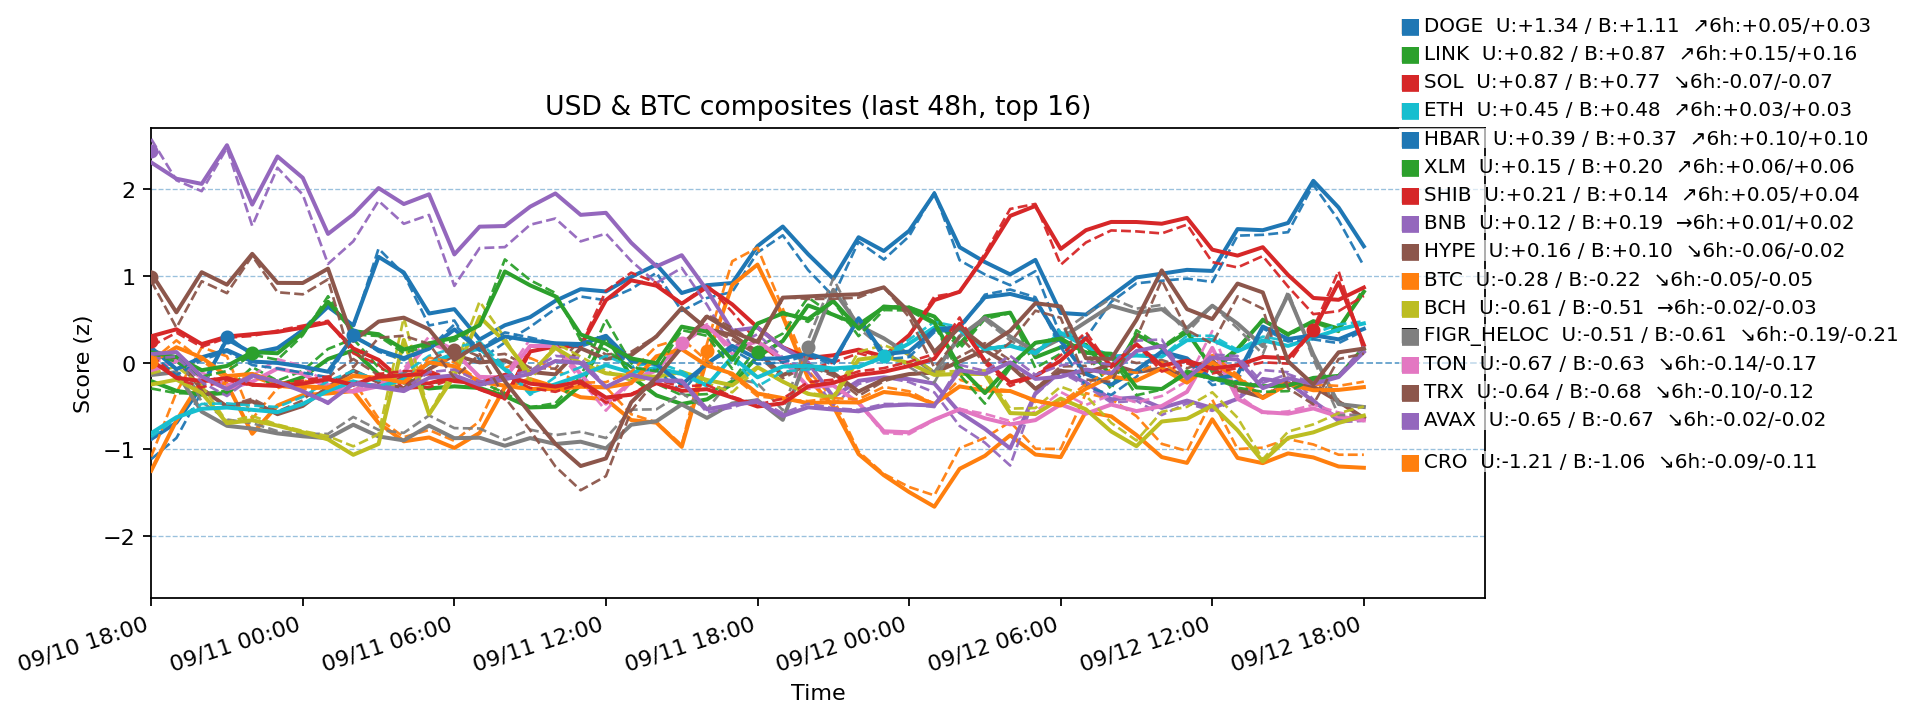 DOGE  U:+1.34 / B:+1.11  ↗6h:+0.05/+0.03
LINK  U:+0.82 / B:+0.87  ↗6h:+0.15/+0.16
SOL  U:+0.87 / B:+0.77  ↘6h:-0.07/-0.07
ETH  U:+0.45 / B:+0.48  ↗6h:+0.03/+0.03
HBAR  U:+0.39 / B:+0.37  ↗6h:+0.10/+0.10
XLM  U:+0.15 / B:+0.20  ↗6h:+0.06/+0.06
SHIB  U:+0.21 / B:+0.14  ↗6h:+0.05/+0.04
BNB  U:+0.12 / B:+0.19  →6h:+0.01/+0.02
HYPE  U:+0.16 / B:+0.10  ↘6h:-0.06/-0.02
BTC  U:-0.28 / B:-0.22  ↘6h:-0.05/-0.05
BCH  U:-0.61 / B:-0.51  →6h:-0.02/-0.03
FIGR_HELOC  U:-0.51 / B:-0.61  ↘6h:-0.19/-0.21
TON  U:-0.67 / B:-0.63  ↘6h:-0.14/-0.17
TRX  U:-0.64 / B:-0.68  ↘6h:-0.10/-0.12
AVAX  U:-0.65 / B:-0.67  ↘6h:-0.02/-0.02
CRO  U:-1.21 / B:-1.06  ↘6h:-0.09/-0.11
USD & BTC composites (last 48h, top 16)
Score (z)
2
1
0
−1
−2
09/10 18:00
09/11 00:00
09/11 06:00
09/11 12:00
09/11 18:00
09/12 00:00
09/12 06:00
09/12 12:00
09/12 18:00
Time